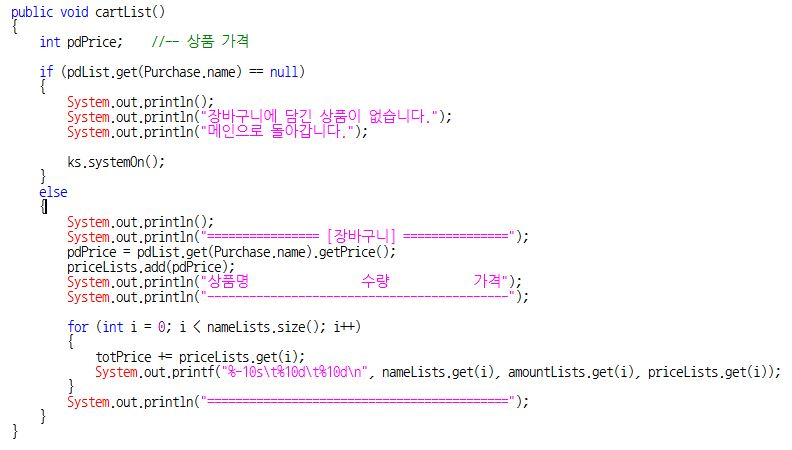 public void cartList()
{
    int pdPrice;    //-- 상품 가격

    if (pdList.get(Purchase.name) == null)
    {
        System.out.println();
        System.out.println("장바구니에 담긴 상품이 없습니다.");
        System.out.println("메인으로 돌아갑니다.");

        ks.systemOn();
    }
    else
    {
        System.out.println();
        System.out.println("================ [장바구니] ===============");
        pdPrice = pdList.get(Purchase.name).getPrice();
        priceLists.add(pdPrice);
        System.out.println("상품명                수량            가격");
        System.out.println("-------------------------------------------");

        for (int i = 0; i < nameLists.size(); i++)
        {
            totPrice += priceLists.get(i);
            System.out.printf("%-10s\t%10d\t%10d\n", nameLists.get(i), amountLists.get(i), priceLists.get(i));
        }
        System.out.println("===========================================");
    }
}